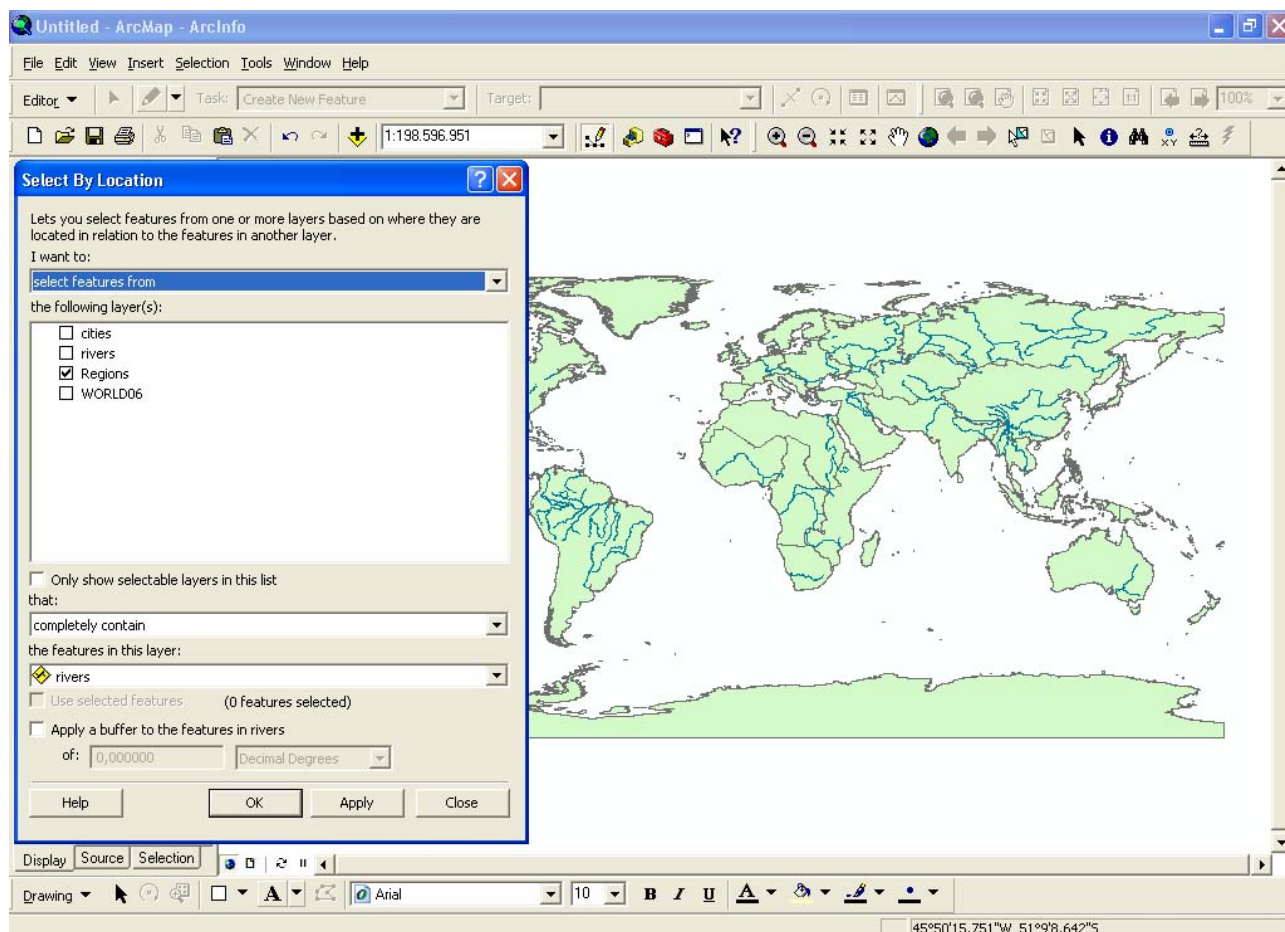 Untitled - ArcMap - ArcInfo
File Edit View Insert Selection Tools Window Help
Editor Task: Create New Feature Target: 100%
1:198.596.951
Select By Location
Lets you select features from one or more layers based on where they are
located in relation to the features in another layer.
I want to:
select features from
the following layer(s):
cities
rivers
Regions
WORLD06
Only show selectable layers in this list
that:
completely contain
the features in this layer:
rivers
Use selected features (0 features selected)
Apply a buffer to the features in rivers
of: 0,000000 Decimal Degrees
Help OK Apply Close
Display Source Selection
Drawing A Arial 10 B I U A
45°50'15,751"W 51°9'8,642"S